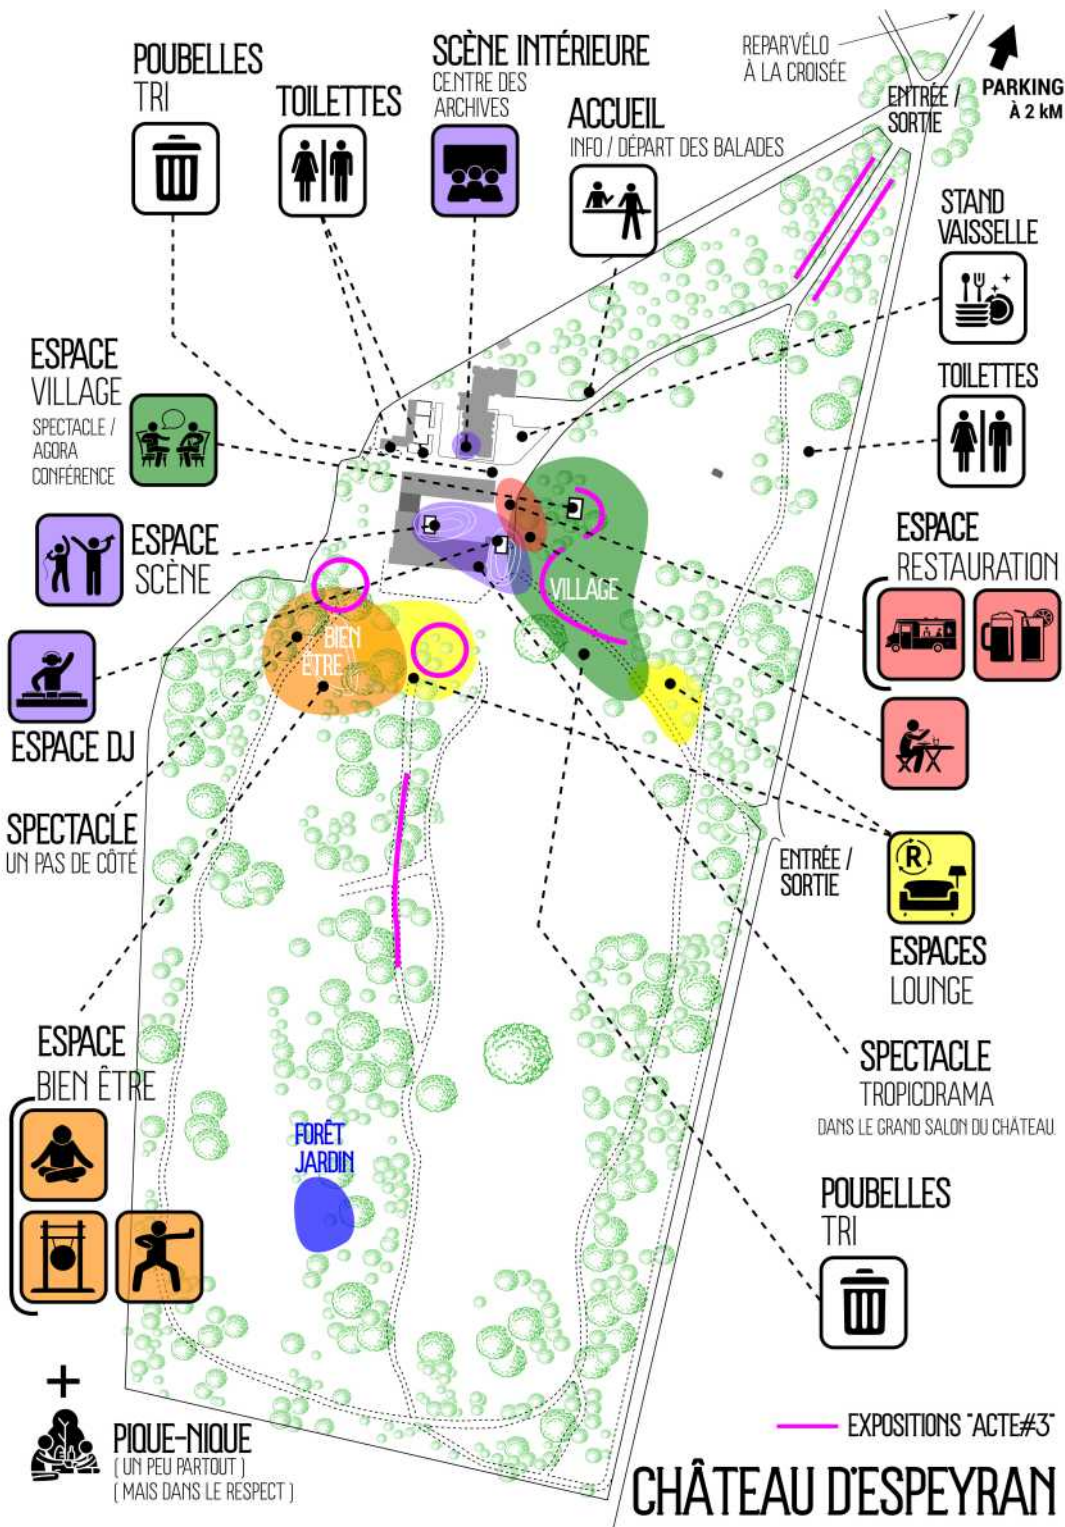 POUBELLES
TRI
TOILETTES
SCÈNE INTÉRIEURE
CENTRE DES
ARCHIVES
ACCUEIL
INFO / DÉPART DES BALADES
REPAR'VÉLO
À LA CROISÉE
ENTRÉE /
SORTIE
PARKING
À 2 KM
STAND
VAISSELLE
TOILETTES
ESPACE
VILLAGE
SPECTACLE /
AGORA
CONFÉRENCE
ESPACE
SCÈNE
ESPACE DJ
SPECTACLE
UN PAS DE CÔTÉ
VILLAGE
BIEN
ÊTRE
ESPACE
RESTAURATION
ENTRÉE /
SORTIE
R
ESPACES
LOUNGE
ESPACE
BIEN ÊTRE
FORÊT
JARDIN
SPECTACLE
TROPICDRAMA
DANS LE GRAND SALON DU CHÂTEAU
POUBELLES
TRI
+
PIQUE-NIQUE
( UN PEU PARTOUT )
( MAIS DANS LE RESPECT )
EXPOSITIONS "ACTE#3"
CHÂTEAU D'ESPEYRAN